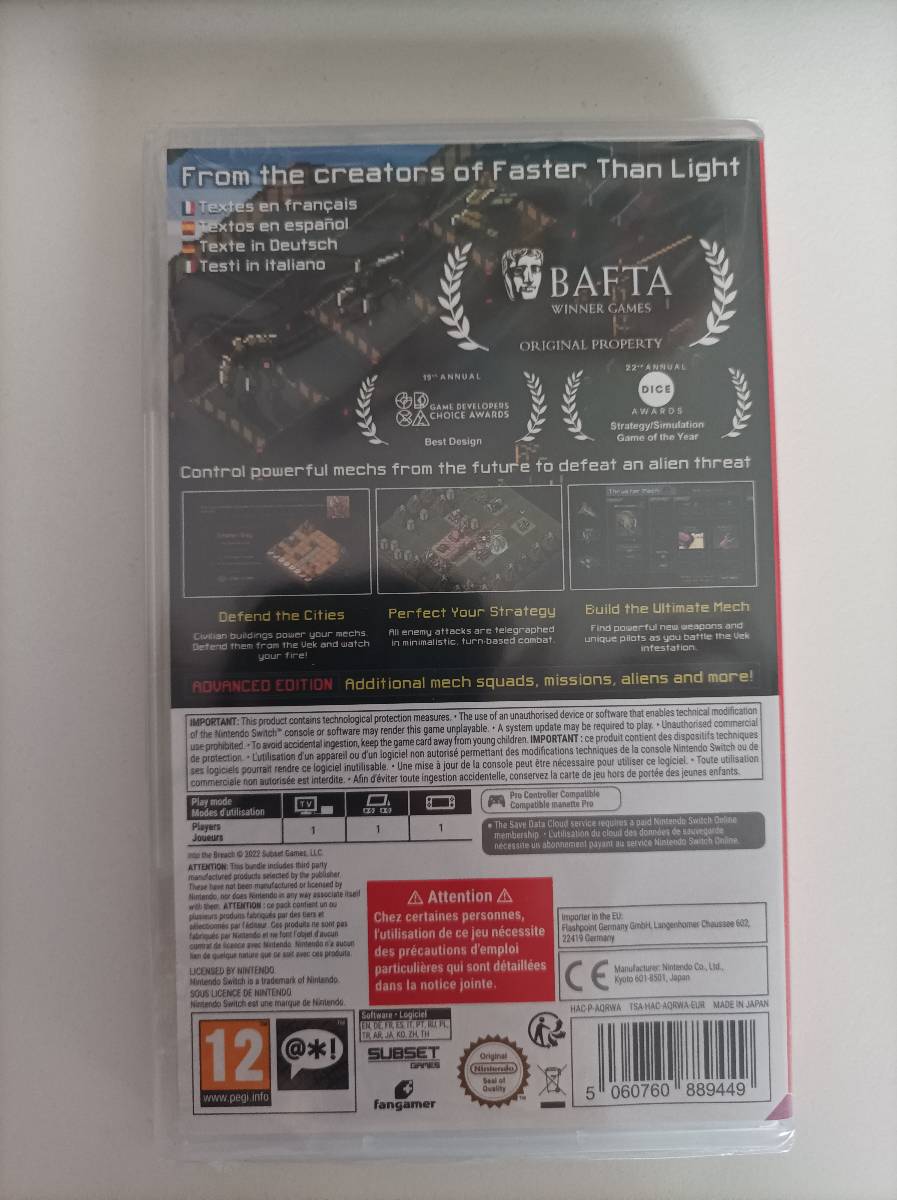 From the creators of Faster Than Light
Textes en français
Textos en español
Texte in Deutsch
Testi in italiano
BAFTA
WINNER GAMES
ORIGINAL PROPERTY
19TH ANNUAL
GAME DEVELOPERS
CHOICE AWARDS
Best Design
22ND ANNUAL
DICE
AWARDS
Strategy/Simulation
Game of the Year
Control powerful mechs from the future to defeat an alien threat
Defend the Cities
Civilian buildings power your mechs.
Defend them from the Vek and watch
your fire!
Perfect Your Strategy
All enemy attacks are telegraphed
in minimalistic, turn-based combat.
Build the Ultimate Mech
Find powerful new weapons and
unique pilots as you battle the Vek
infestation.
ADVANCED EDITION Additional mech squads, missions, aliens and more!
IMPORTANT: This product contains technological protection measures. • The use of an unauthorised device or software that enables technical modification
of the Nintendo Switch™ console or software may render this game unplayable. • A system update may be required to play. • Unauthorised commercial
use prohibited. • To avoid accidental ingestion, keep the game card away from young children. IMPORTANT : ce produit contient des dispositifs techniques
de protection. • L'utilisation d'un appareil ou d'un logiciel non autorisé permettant des modifications techniques de la console Nintendo Switch ou de
ses logiciels pourrait rendre ce logiciel inutilisable. • Une mise à jour de la console peut être nécessaire pour utiliser ce logiciel. • Toute utilisation
commerciale non autorisée est interdite. • Afin d'éviter toute ingestion accidentelle, conservez la carte de jeu hors de portée des jeunes enfants.
Play mode
Modes d'utilisation
TV
Players
Joueurs
1 1 1
Pro Controller Compatible
Compatible manette Pro
• The Save Data Cloud service requires a paid Nintendo Switch Online
membership. • L'utilisation du cloud des données de sauvegarde
nécessite un abonnement payant au service Nintendo Switch Online.
Into the Breach © 2022 Subset Games, LLC.
ATTENTION: This bundle includes third party
manufactured products selected by the publisher.
These have not been manufactured or licensed by
Nintendo, nor does Nintendo in any way associate itself
with them. ATTENTION : ce pack contient un ou
plusieurs produits fabriqués par des tiers et
sélectionnés par l'éditeur. Ces produits ne sont pas
fabriqués par Nintendo et ne font l'objet d'aucun
contrat de licence avec Nintendo. Nintendo n'a aucun
lien de quelque nature que ce soit avec ces produits.
LICENSED BY NINTENDO
Nintendo Switch is a trademark of Nintendo.
SOUS LICENCE DE NINTENDO
Nintendo Switch est une marque de Nintendo.
Attention
Chez certaines personnes,
l'utilisation de ce jeu nécessite
des précautions d'emploi
particulières qui sont détaillées
dans la notice jointe.
Importer in the EU:
Flashpoint Germany GmbH, Langenhorner Chaussee 602,
22419 Germany
CE
Manufacturer: Nintendo Co., Ltd.,
Kyoto 601-8501, Japan
HAC-P-AQRWA TSA-HAC-AQRWA-EUR MADE IN JAPAN
12
www.pegi.info
@*!
Software • Logiciel
EN, DE, FR, ES, IT, PT, RU, PL,
TR, AR, JA, KO, ZH, TH
SUBSET
GAMES
fangamer
Original
Nintendo
Seal of
Quality
5 060760 889449